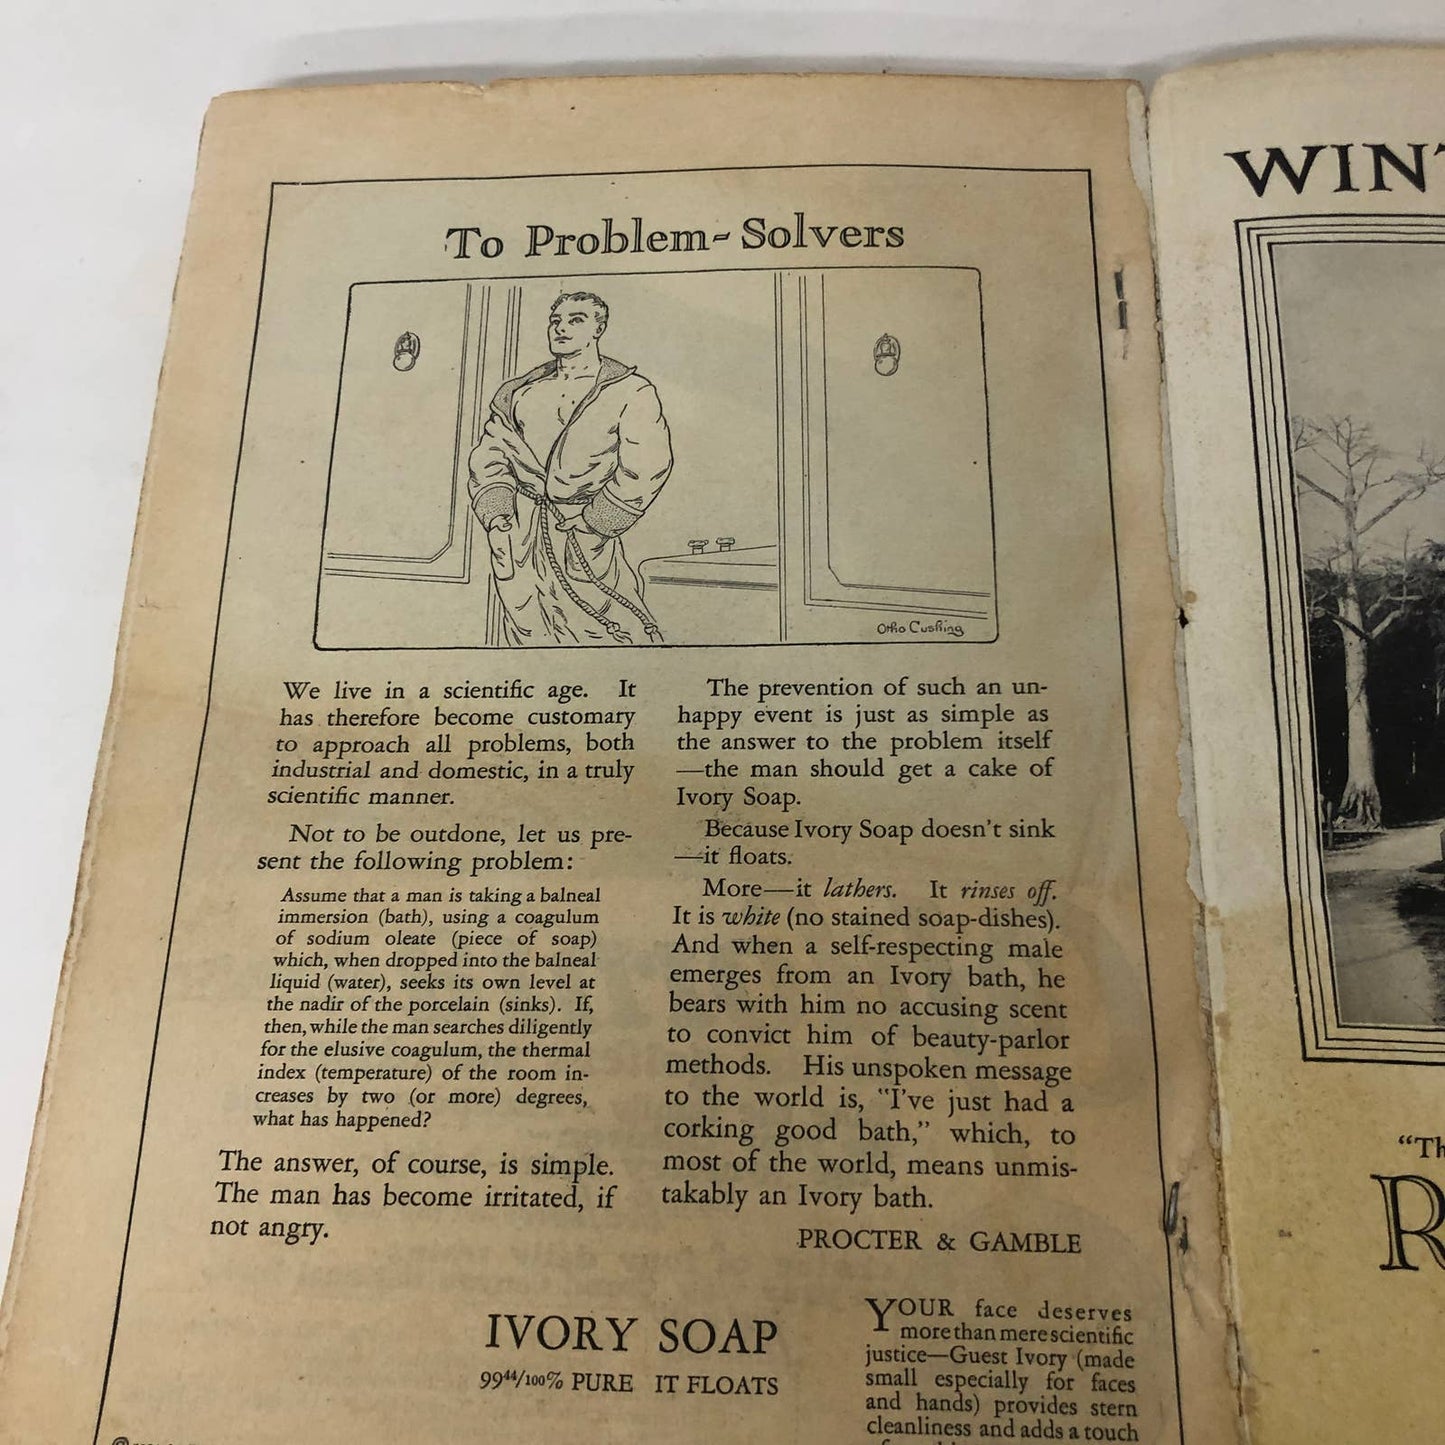 To Problem-Solvers
Otho Cushing
We live in a scientific age. It
has therefore become customary
to approach all problems, both
industrial and domestic, in a truly
scientific manner.
Not to be outdone, let us pre-
sent the following problem:
Assume that a man is taking a balneal
immersion (bath), using a coagulum
of sodium oleate (piece of soap)
which, when dropped into the balneal
liquid (water), seeks its own level at
the nadir of the porcelain (sinks). If,
then, while the man searches diligently
for the elusive coagulum, the thermal
index (temperature) of the room in-
creases by two (or more) degrees,
what has happened?
The answer, of course, is simple.
The man has become irritated, if
not angry.
The prevention of such an un-
happy event is just as simple as
the answer to the problem itself
—the man should get a cake of
Ivory Soap.
Because Ivory Soap doesn't sink
—it floats.
More—it lathers. It rinses off.
It is white (no stained soap-dishes).
And when a self-respecting male
emerges from an Ivory bath, he
bears with him no accusing scent
to convict him of beauty-parlor
methods. His unspoken message
to the world is, "I've just had a
corking good bath," which, to
most of the world, means unmis-
takably an Ivory bath.
PROCTER & GAMBLE
IVORY SOAP
99 44/100% PURE IT FLOATS
YOUR face deserves
more than mere scientific
justice—Guest Ivory (made
small especially for faces
and hands) provides stern
cleanliness and adds a touch
WINT
"Th
R